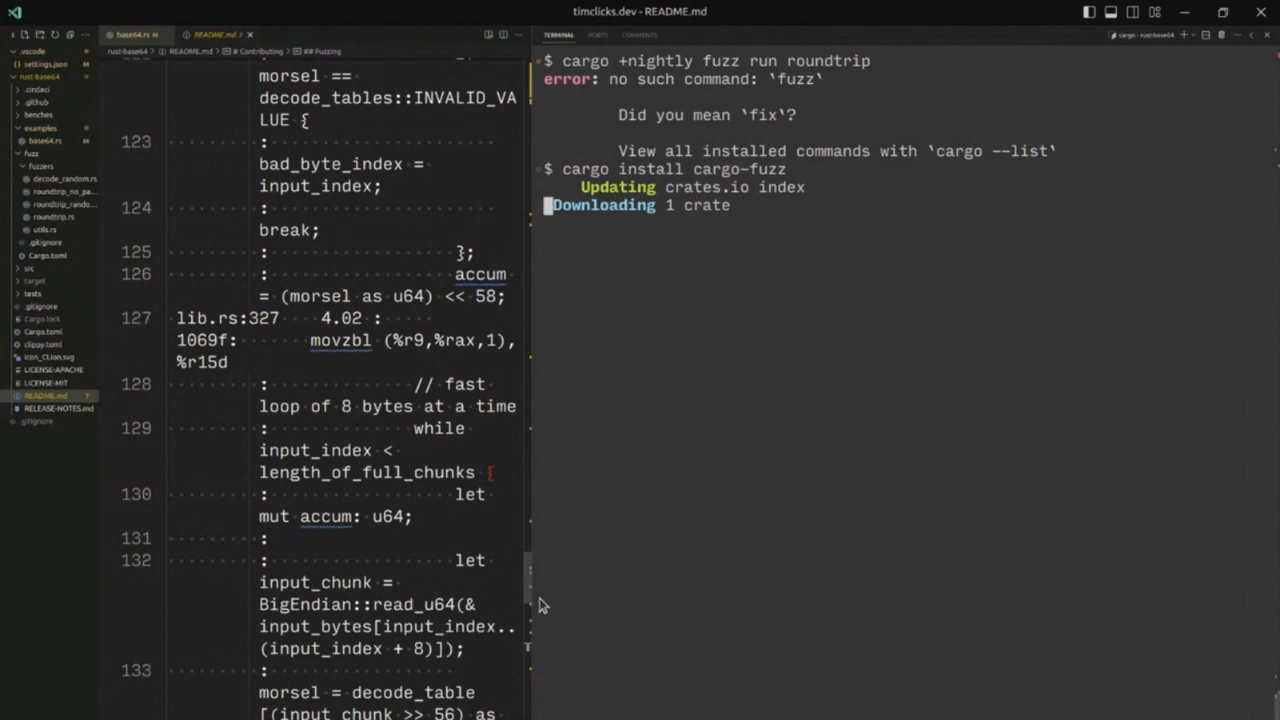 timclicks.dev - README.md
base64.rs M
README.md ?
TERMINAL
PORTS
COMMENTS
cargo - rust-base64
rust-base64 > README.md > # Contributing > ## Fuzzing
.vscode
settings.json
rust-base64
.circleci
.github
benches
examples
base64.rs M
fuzz
fuzzers
decode_random.rs
roundtrip_no_pa...
roundtrip_rando...
roundtrip.rs
utils.rs
.gitignore
Cargo.toml
src
target
tests
.gitignore
Cargo.lock
Cargo.toml
clippy.toml
icon_CLion.svg
LICENSE-APACHE
LICENSE-MIT
README.md ?
RELEASE-NOTES.md
.gitignore
morsel ==
decode_tables::INVALID_VA
LUE {
123 :
bad_byte_index =
input_index;
124 :
break;
125 : };
126 : accum
= (morsel as u64) << 58;
127 lib.rs:327 4.02 :
1069f: movzbl (%r9,%rax,1),
%r15d
128 : // fast
loop of 8 bytes at a time
129 : while
input_index <
length_of_full_chunks {
130 : let
mut accum: u64;
131 :
132 : let
input_chunk =
BigEndian::read_u64(&
input_bytes[input_index..
(input_index + 8)]);
133 :
morsel = decode_table
[(input_chunk >> 56) as
$ cargo +nightly fuzz run roundtrip
error: no such command: `fuzz`
Did you mean `fix`?
View all installed commands with `cargo --list`
$ cargo install cargo-fuzz
Updating crates.io index
Downloading 1 crate